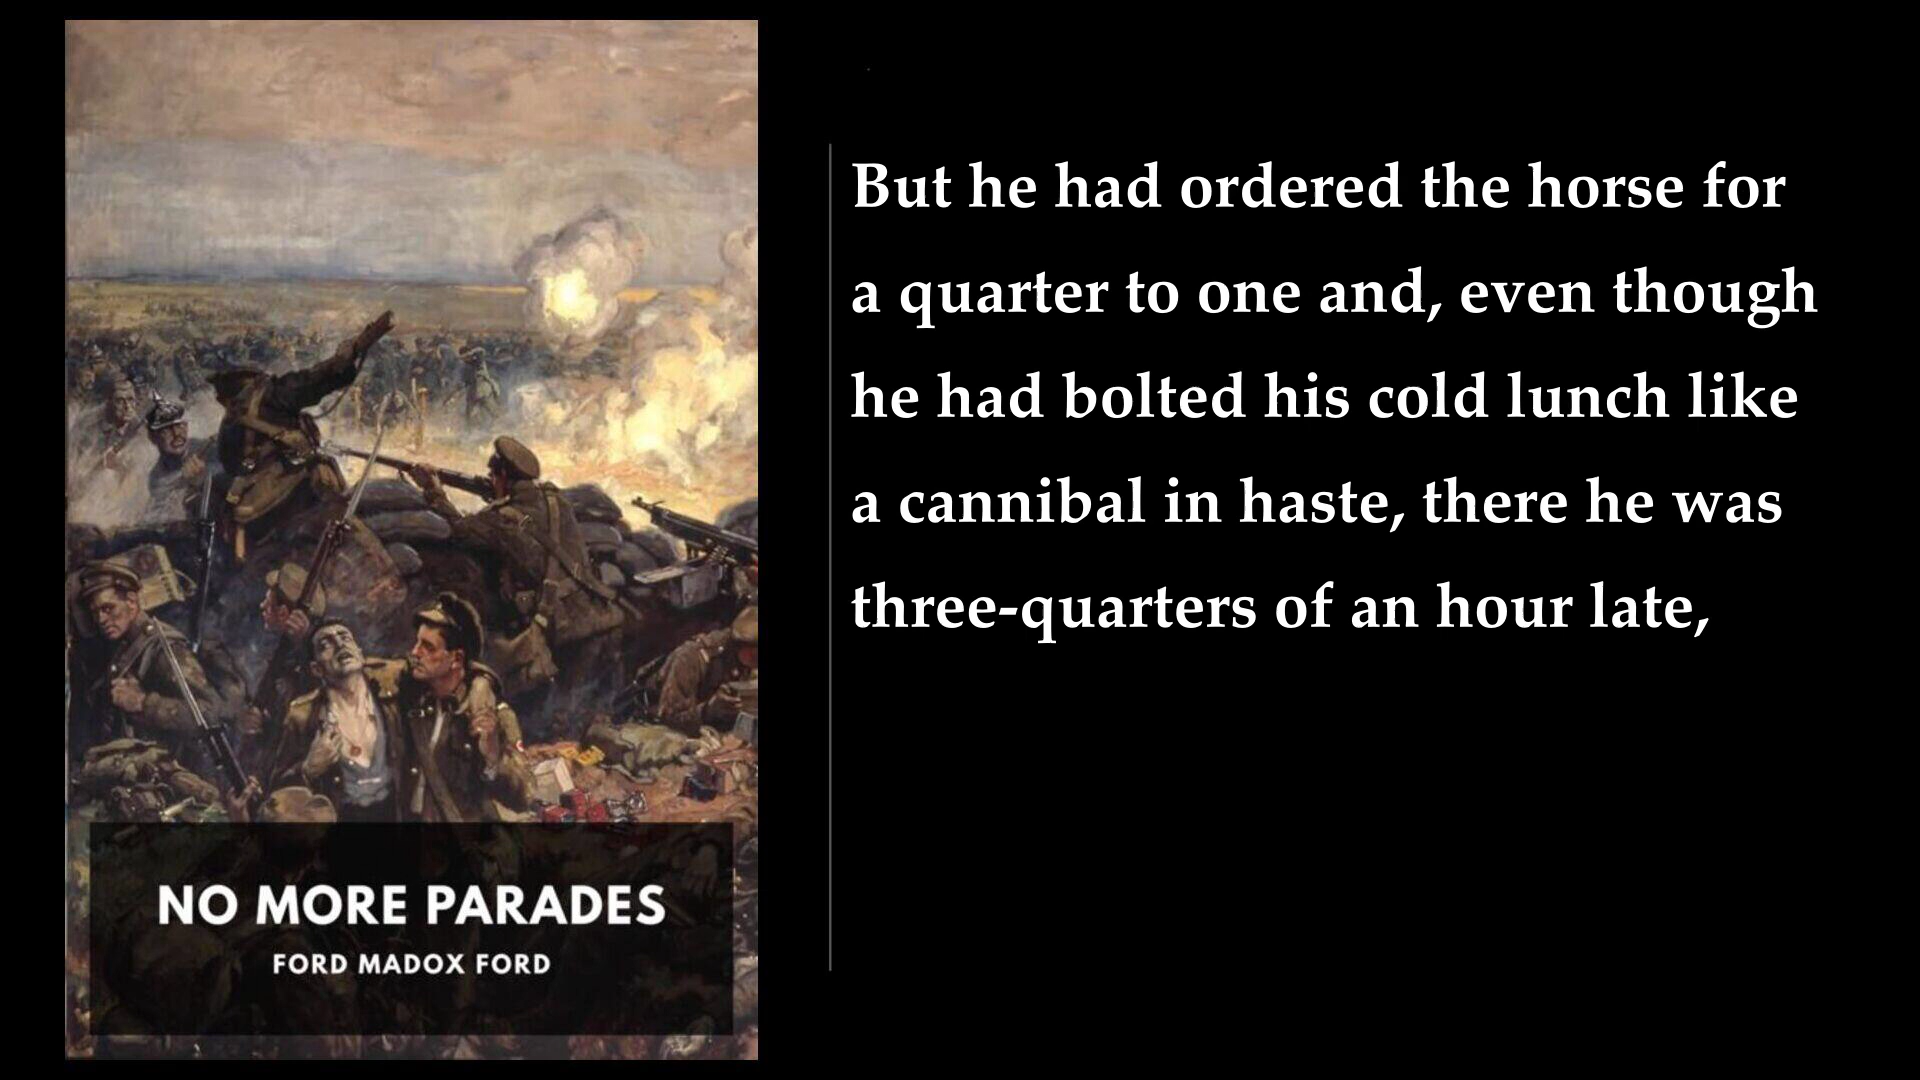 NO MORE PARADES
FORD MADOX FORD
But he had ordered the horse for
a quarter to one and, even though
he had bolted his cold lunch like
a cannibal in haste, there he was
three-quarters of an hour late,